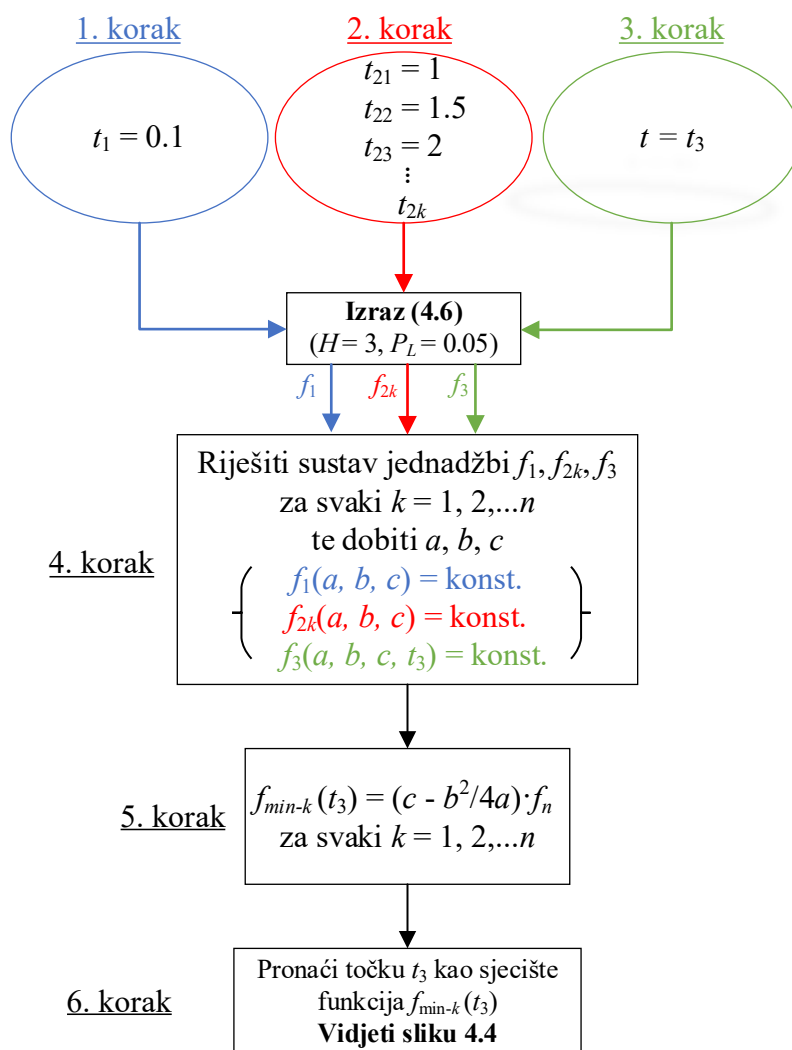 1. korak
2. korak
3. korak
t₁ = 0.1
t₂₁ = 1
t₂₂ = 1.5
t₂₃ = 2
⋮
t₂ₖ
t = t₃
Izraz (4.6)
(H = 3, P_L = 0.05)
f₁
f₂ₖ
f₃
4. korak
Riješiti sustav jednadžbi f₁, f₂ₖ, f₃
za svaki k = 1, 2,...n
te dobiti a, b, c
f₁(a, b, c) = konst.
f₂ₖ(a, b, c) = konst.
f₃(a, b, c, t₃) = konst.
5. korak
f_min-k (t₃) = (c - b²/4a)·fₙ
za svaki k = 1, 2,...n
6. korak
Pronaći točku t₃ kao sjecište
funkcija f_min-k (t₃)
Vidjeti sliku 4.4